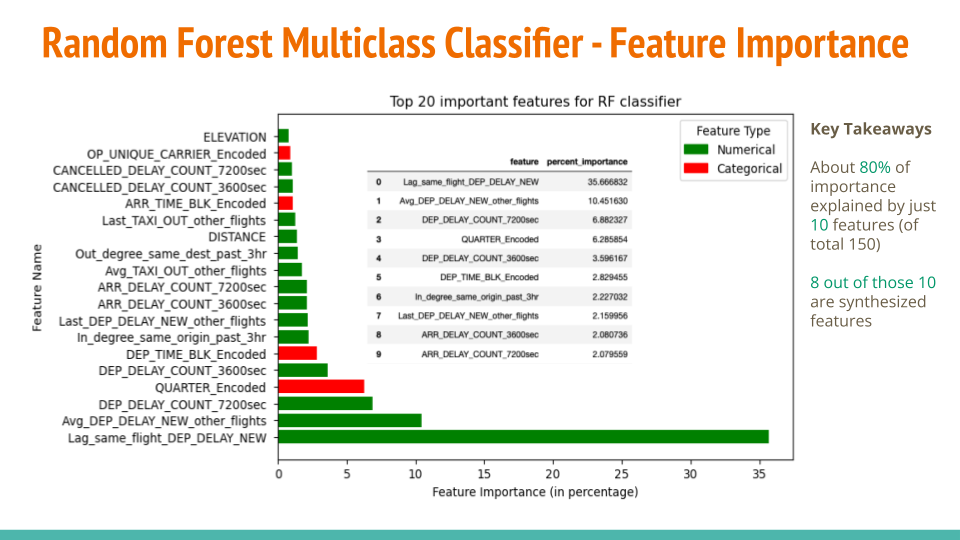 Random Forest Multiclass Classifier - Feature Importance
Top 20 important features for RF classifier
Feature Name
ELEVATION
OP_UNIQUE_CARRIER_Encoded
CANCELLED_DELAY_COUNT_7200sec
CANCELLED_DELAY_COUNT_3600sec
ARR_TIME_BLK_Encoded
Last_TAXI_OUT_other_flights
DISTANCE
Out_degree_same_dest_past_3hr
Avg_TAXI_OUT_other_flights
ARR_DELAY_COUNT_7200sec
ARR_DELAY_COUNT_3600sec
Last_DEP_DELAY_NEW_other_flights
In_degree_same_origin_past_3hr
DEP_TIME_BLK_Encoded
DEP_DELAY_COUNT_3600sec
QUARTER_Encoded
DEP_DELAY_COUNT_7200sec
Avg_DEP_DELAY_NEW_other_flights
Lag_same_flight_DEP_DELAY_NEW
feature percent_importance
0 Lag_same_flight_DEP_DELAY_NEW 35.666832
1 Avg_DEP_DELAY_NEW_other_flights 10.451630
2 DEP_DELAY_COUNT_7200sec 6.882327
3 QUARTER_Encoded 6.285854
4 DEP_DELAY_COUNT_3600sec 3.596167
5 DEP_TIME_BLK_Encoded 2.829455
6 In_degree_same_origin_past_3hr 2.227032
7 Last_DEP_DELAY_NEW_other_flights 2.159956
8 ARR_DELAY_COUNT_3600sec 2.080736
9 ARR_DELAY_COUNT_7200sec 2.079559
Feature Type
Numerical
Categorical
0 5 10 15 20 25 30 35
Feature Importance (in percentage)
Key Takeaways
About 80% of
importance
explained by just
10 features (of
total 150)
8 out of those 10
are synthesized
features